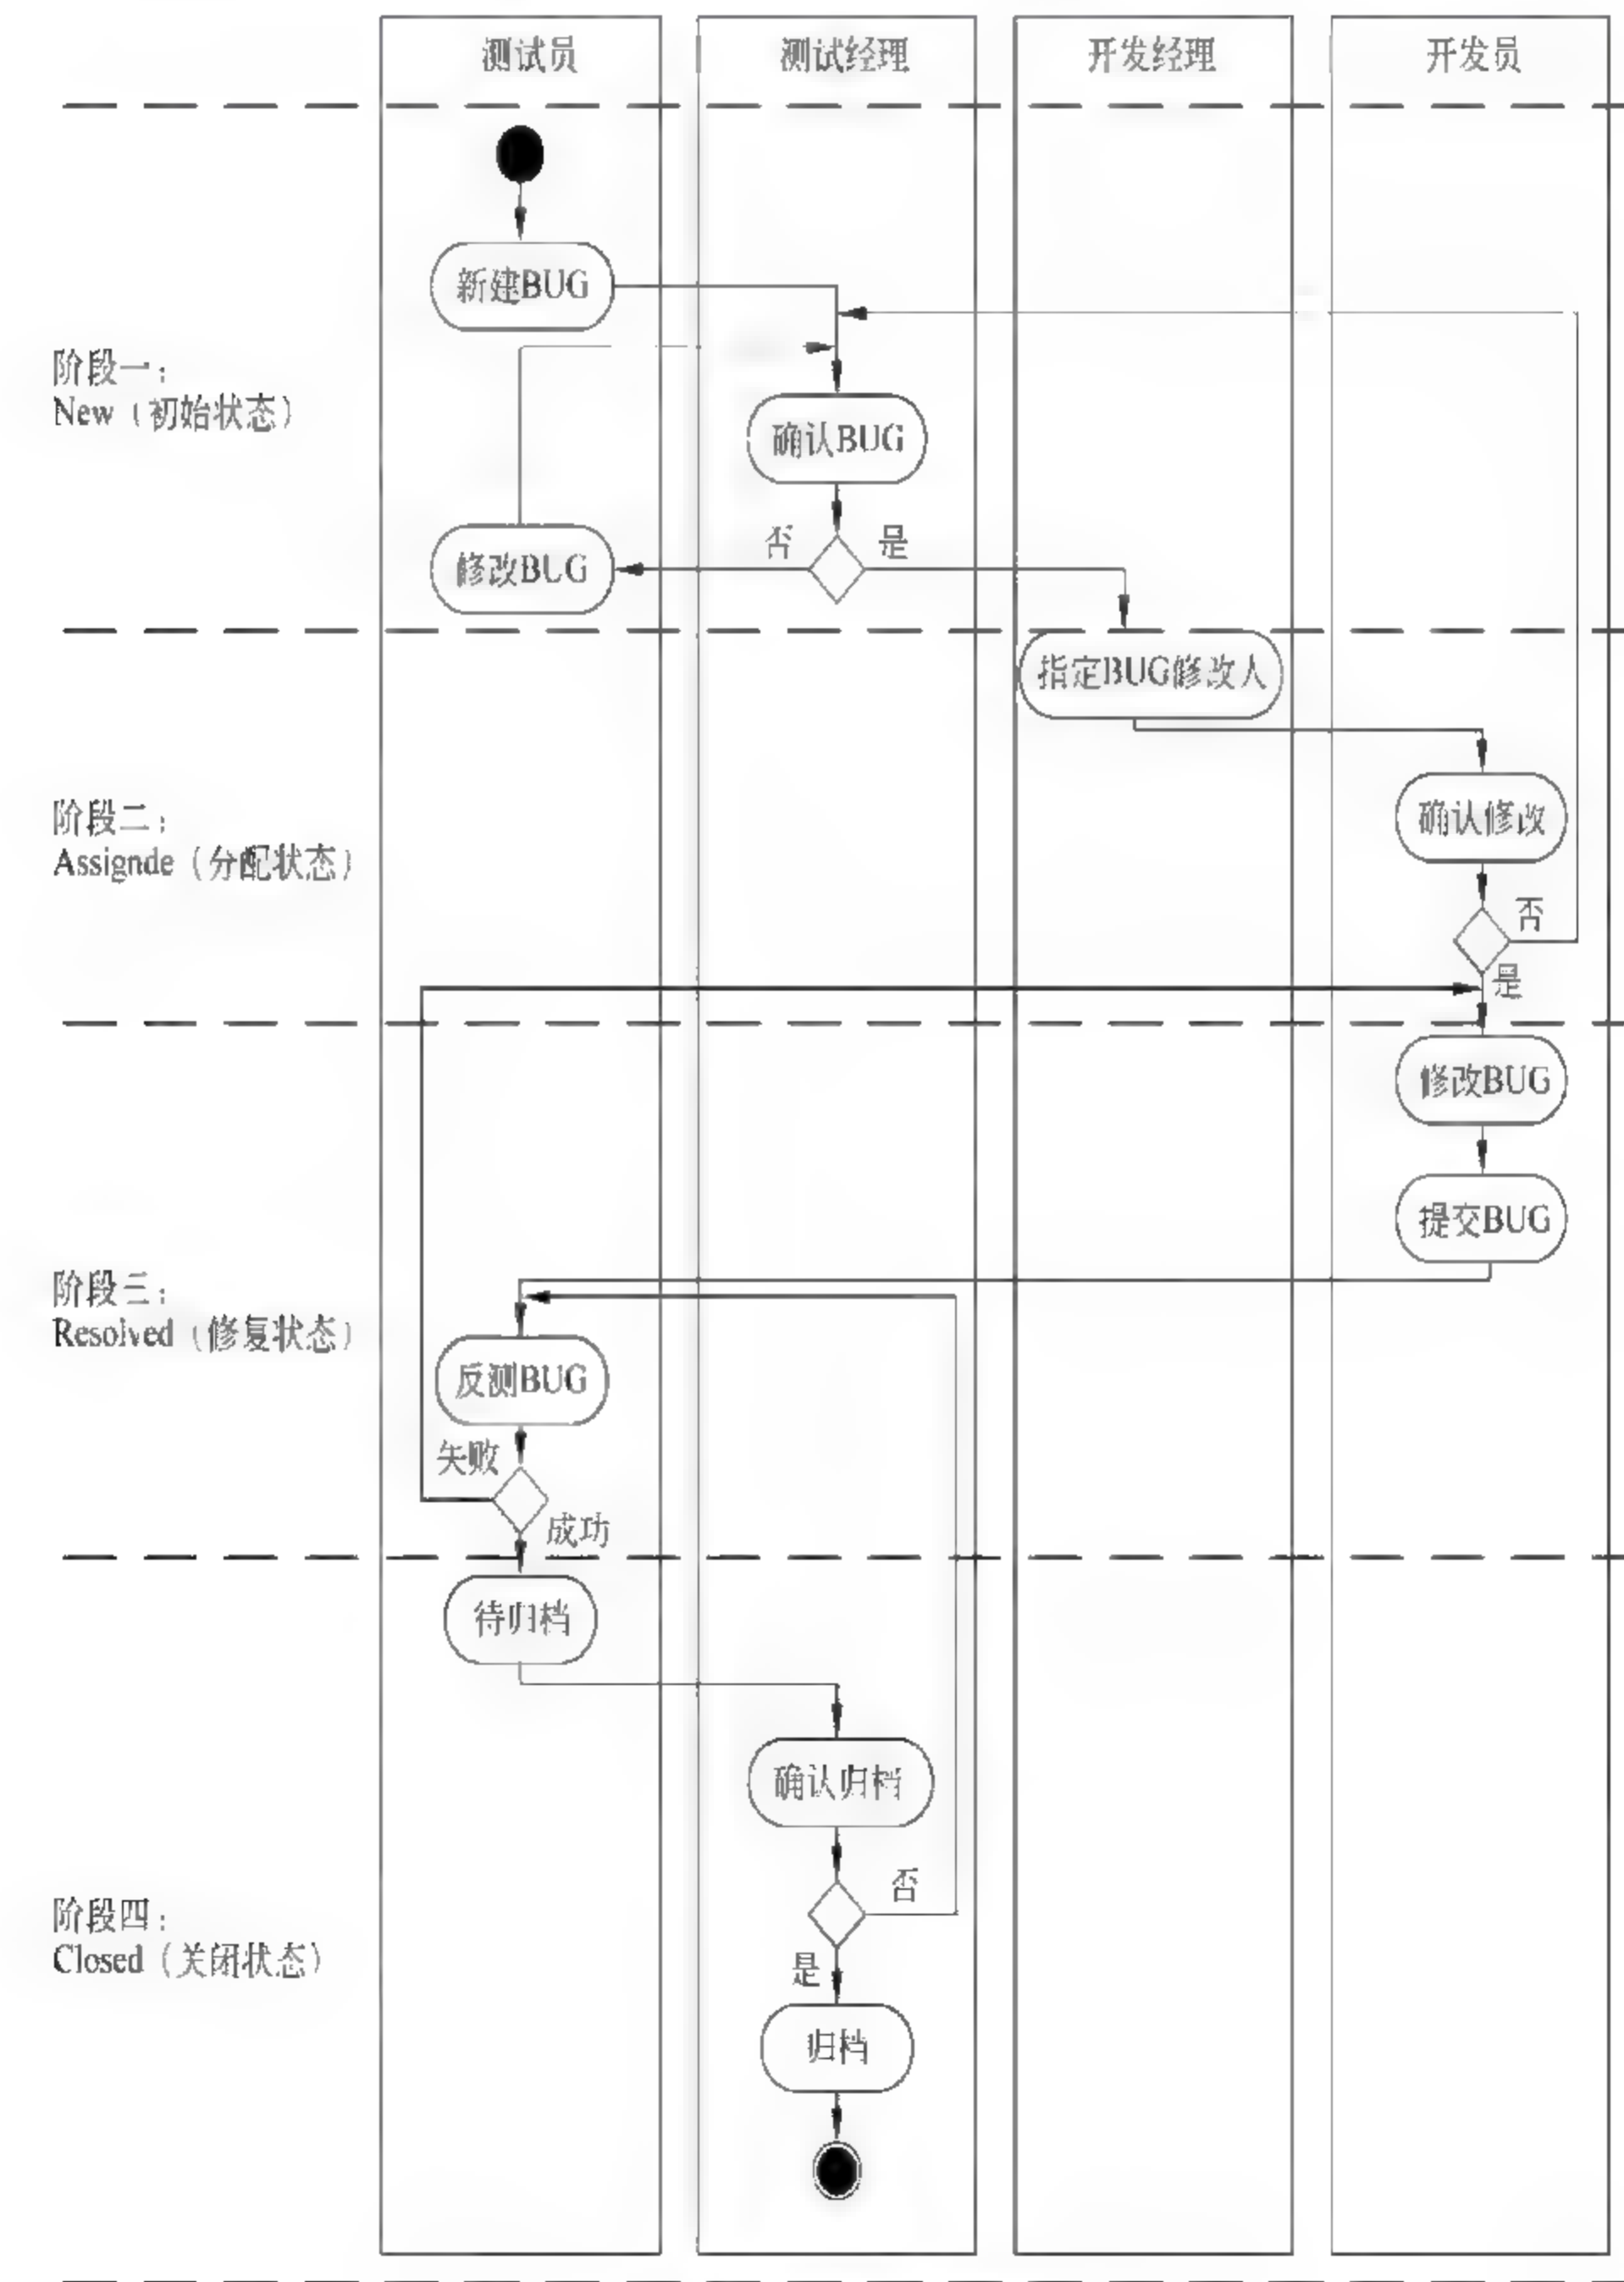 测试员
测试经理
开发经理
开发员
新建BUG
阶段一：
New（初始状态）
确认BUG
否
是
修改BUG
指定BUG修改人
阶段二：
Assignde（分配状态）
确认修改
否
是
修改BUG
提交BUG
阶段三：
Resolved（修复状态）
反测BUG
失败
成功
待归档
确认归档
阶段四：
Closed（关闭状态）
否
是
归档